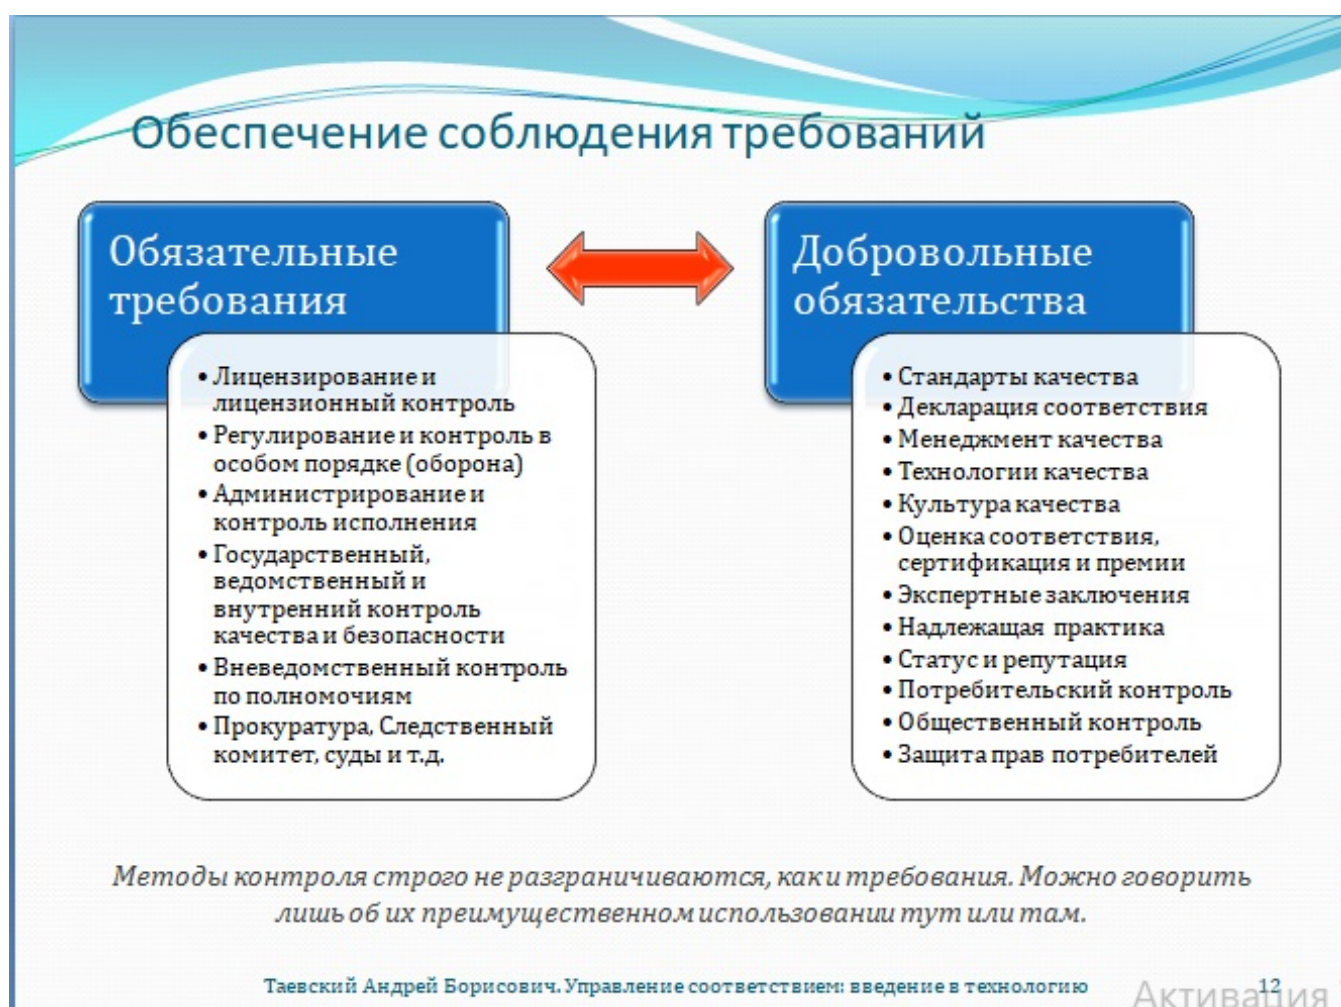 Обеспечение соблюдения требований
Обязательные
требования
• Лицензирование и
лицензионный контроль
• Регулирование и контроль в
особом порядке (оборона)
• Администрирование и
контроль исполнения
• Государственный,
ведомственный и
внутренний контроль
качества и безопасности
• Вневедомственный контроль
по полномочиям
• Прокуратура, Следственный
комитет, суды и т.д.
Добровольные
обязательства
• Стандарты качества
• Декларация соответствия
• Менеджмент качества
• Технологии качества
• Культура качества
• Оценка соответствия,
сертификация и премии
• Экспертные заключения
• Надлежащая практика
• Статус и репутация
• Потребительский контроль
• Общественный контроль
• Защита прав потребителей
Методы контроля строго не разграничиваются, как и требования. Можно говорить
лишь об их преимущественном использовании тут или там.
Таевский Андрей Борисович. Управление соответствием: введение в технологию
12
Активация